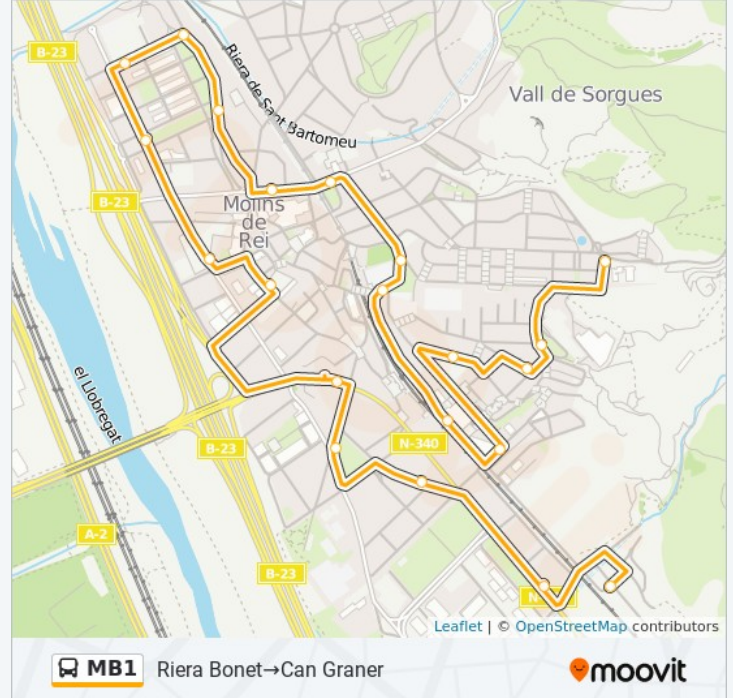 B-23
Riera de Sant Bartomeu
Vall de Sorgues
B-23
Molins
de
Rei
el Llobregat
N-340
B-23
A-2
B-23
Leaflet | © OpenStreetMap contributors
MB1 Riera Bonet→Can Graner
moovit